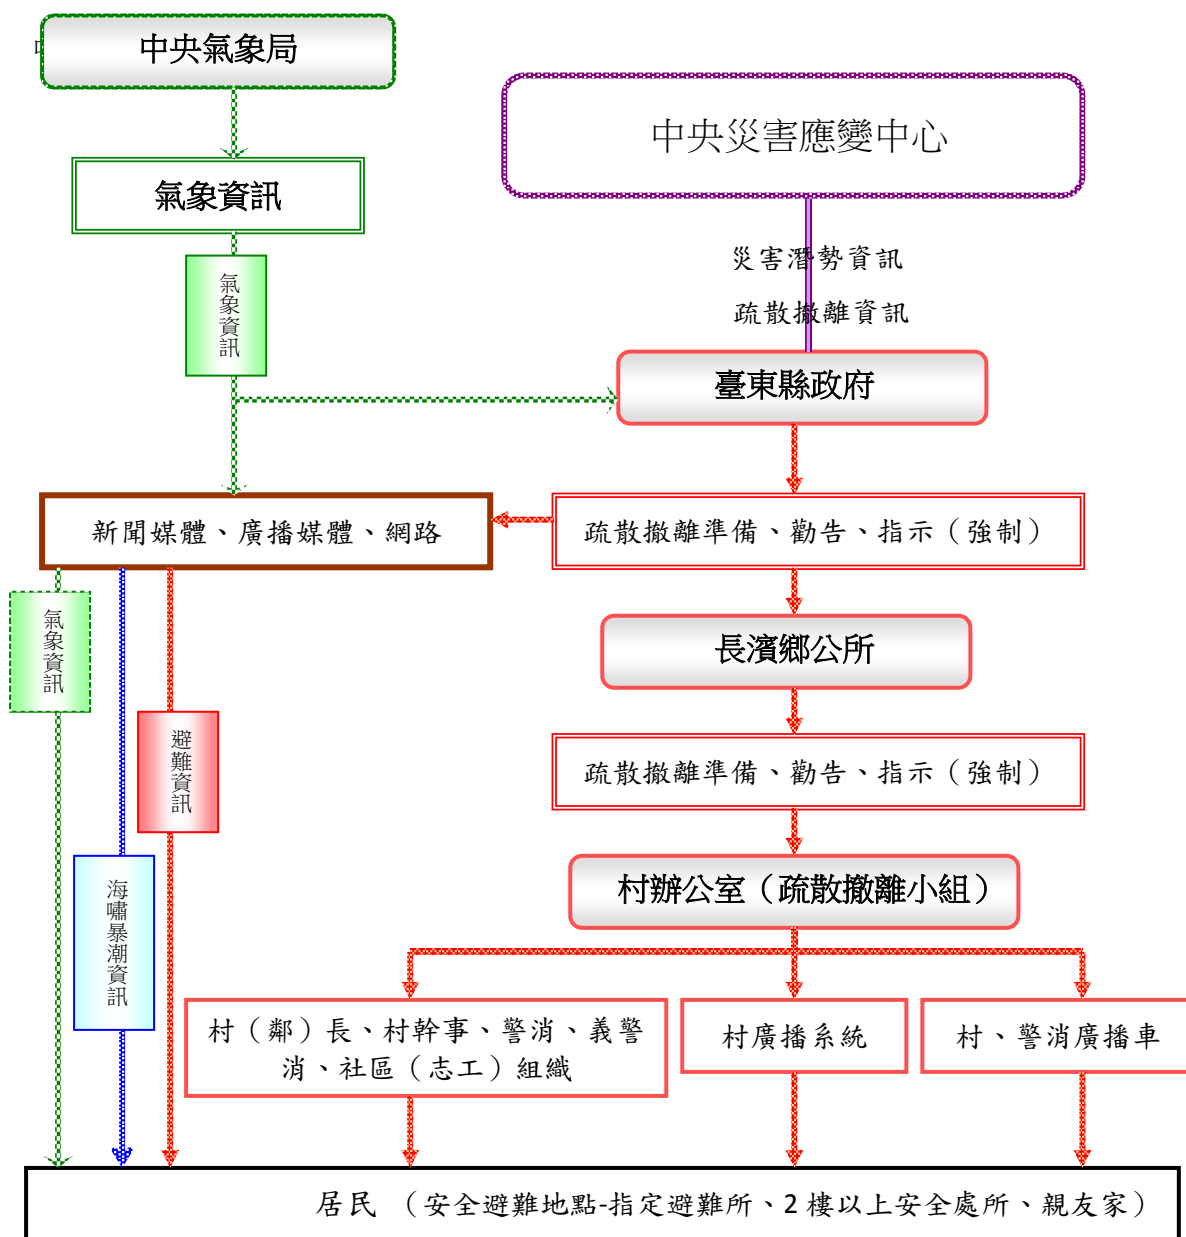 中央氣象局
中央災害應變中心
氣象資訊
氣象資訊
災害潛勢資訊
疏散撤離資訊
臺東縣政府
新聞媒體、廣播媒體、網路
疏散撤離準備、勸告、指示（強制）
氣象資訊
長濱鄉公所
避難資訊
疏散撤離準備、勸告、指示（強制）
海嘯暴潮資訊
村辦公室（疏散撤離小組）
村（鄰）長、村幹事、警消、義警
消、社區（志工）組織
村廣播系統
村、警消廣播車
居民 （安全避難地點-指定避難所、2 樓以上安全處所、親友家）